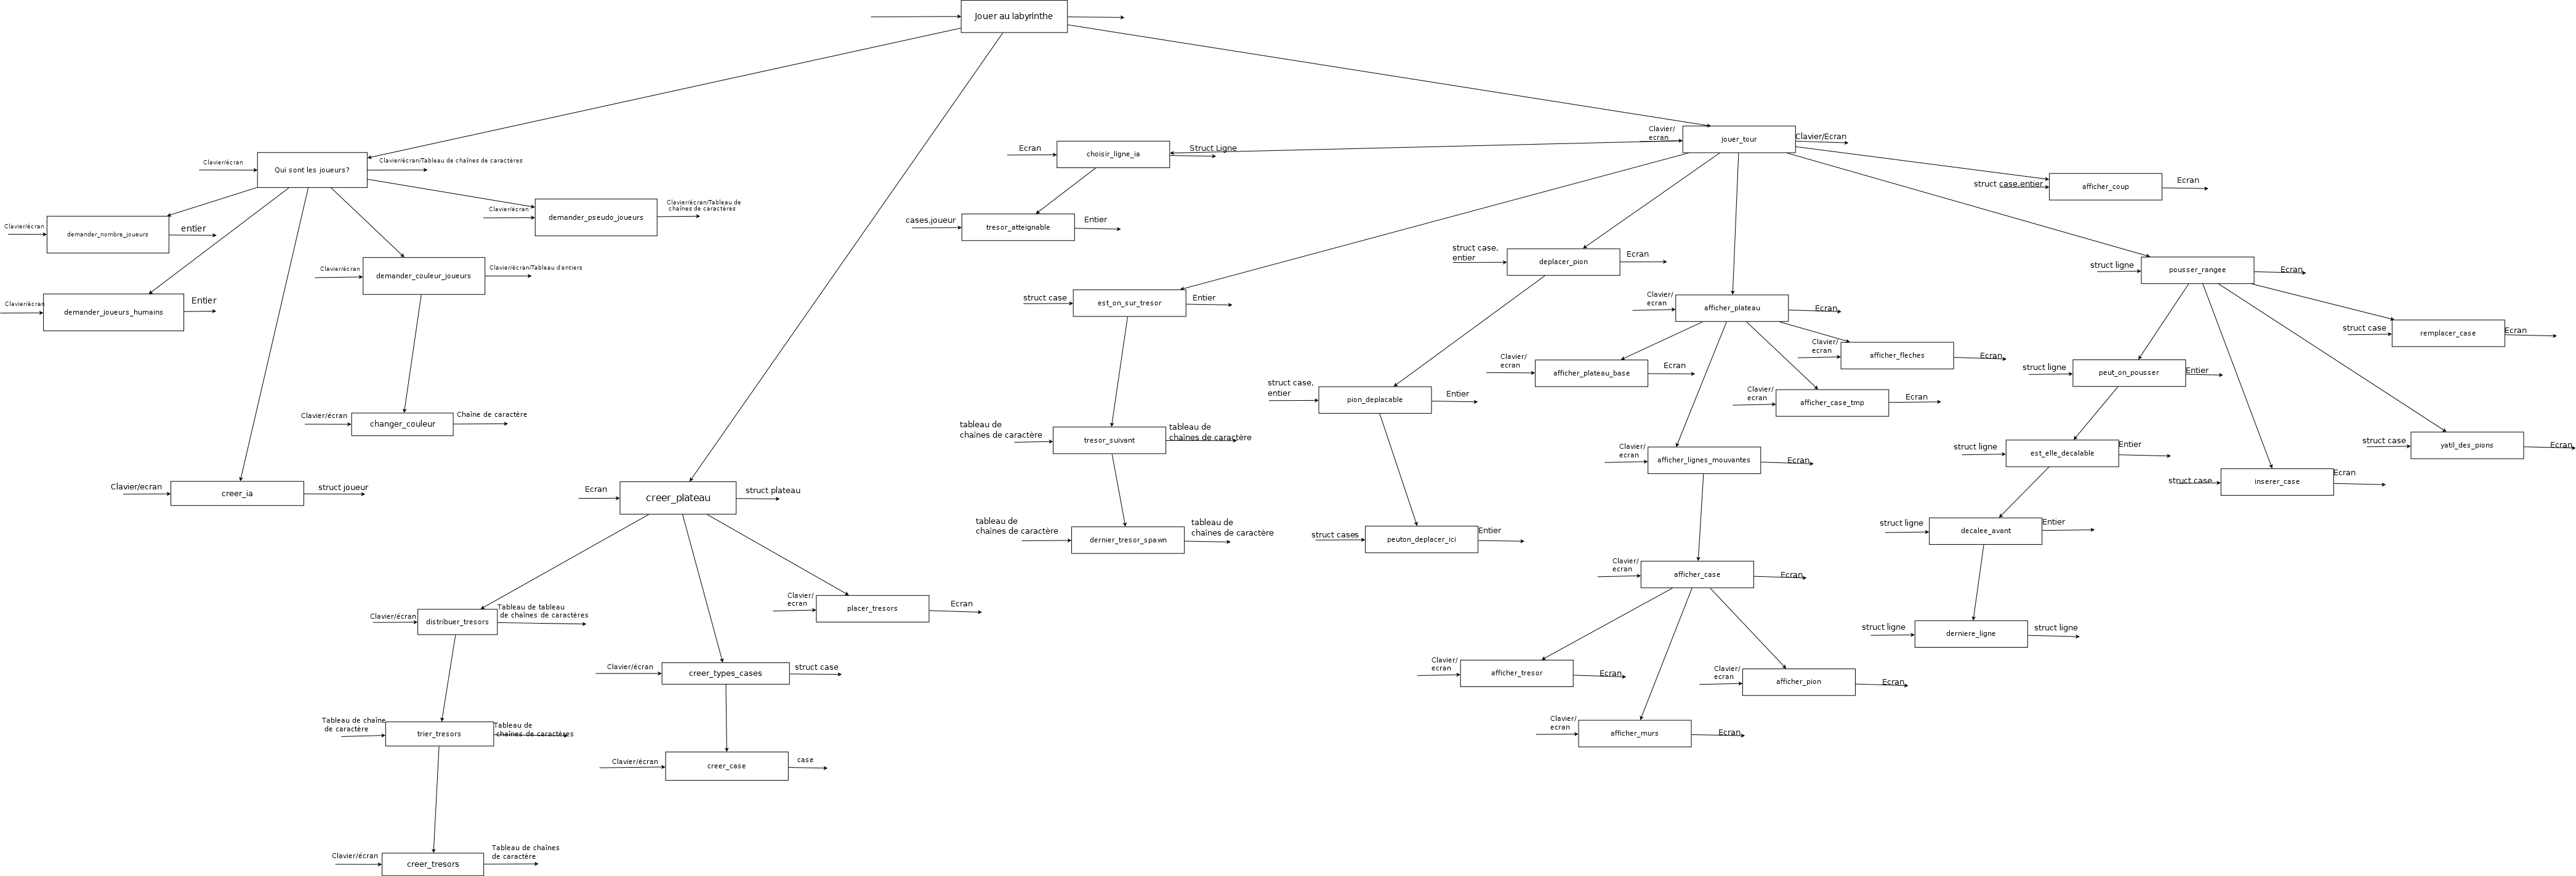 Jouer au labyrinthe
Qui sont les joueurs?
Clavier/écran
Clavier/écran/Tableau de chaînes de caractères
demander_nombre_joueurs
Clavier/écran
entier
demander_joueurs_humains
Clavier/écran
Entier
demander_pseudo_joueurs
Clavier/écran
Clavier/écran/Tableau de
chaînes de caractères
demander_couleur_joueurs
Clavier/écran
Clavier/écran/Tableau d'entiers
changer_couleur
Clavier/écran
Chaîne de caractère
creer_ia
Clavier/ecran
struct joueur
creer_plateau
Ecran
struct plateau
distribuer_tresors
Clavier/écran
Tableau de tableau
de chaînes de caractères
trier_tresors
Tableau de chaîne
de caractère
Tableau de
chaînes de caractères
creer_tresors
Clavier/écran
Tableau de chaînes
de caractère
creer_types_cases
Clavier/écran
struct case
creer_case
Clavier/écran
case
placer_tresors
Clavier/
ecran
Ecran
jouer_tour
Clavier/
ecran
Clavier/Ecran
choisir_ligne_ia
Ecran
Struct Ligne
tresor_atteignable
cases,joueur
Entier
est_on_sur_tresor
struct case
Entier
tresor_suivant
tableau de
chaînes de caractère
tableau de
chaînes de caractère
dernier_tresor_spawn
tableau de
chaînes de caractère
tableau de
chaînes de caractère
deplacer_pion
struct case,
entier
Ecran
pion_deplacable
struct case,
entier
Entier
peuton_deplacer_ici
struct cases
Entier
afficher_plateau
Clavier/
ecran
Ecran
afficher_plateau_base
Clavier/
ecran
Ecran
afficher_fleches
Clavier/
ecran
Ecran
afficher_case_tmp
Clavier/
ecran
Ecran
afficher_lignes_mouvantes
Clavier/
ecran
Ecran
afficher_case
Clavier/
ecran
Ecran
afficher_tresor
Clavier/
ecran
Ecran
afficher_murs
Clavier/
ecran
Ecran
afficher_pion
Clavier/
ecran
Ecran
afficher_coup
struct case,entier
Ecran
pousser_rangee
struct ligne
Ecran
remplacer_case
struct case
Ecran
peut_on_pousser
struct ligne
Entier
est_elle_decalable
struct ligne
Entier
decalee_avant
struct ligne
Entier
derniere_ligne
struct ligne
struct ligne
inserer_case
struct case
Ecran
yatil_des_pions
struct case
Ecran